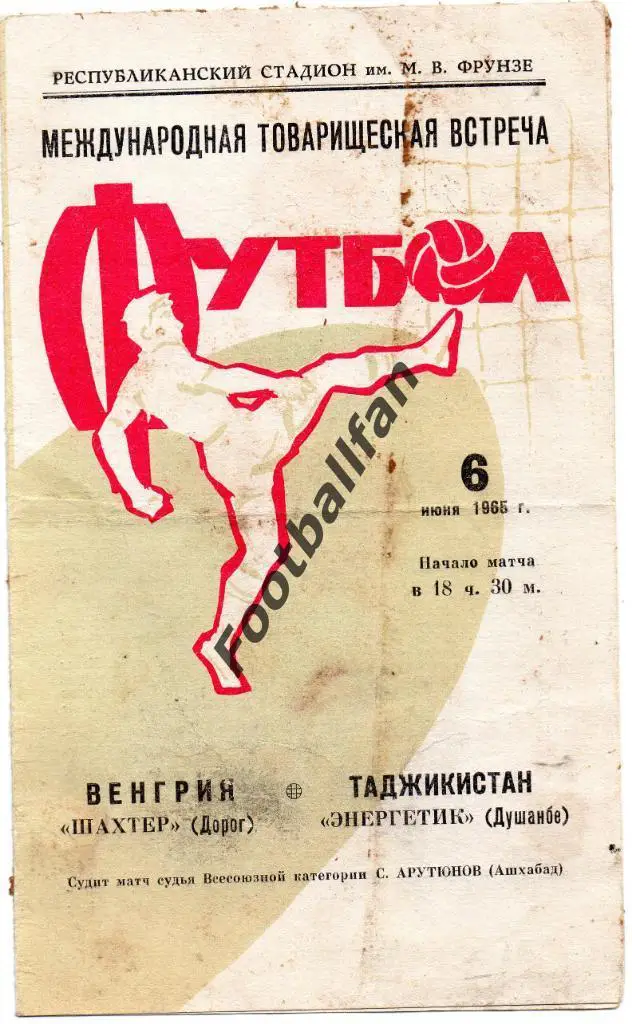 РЕСПУБЛИКАНСКИЙ СТАДИОН им. М. В. ФРУНЗЕ
МЕЖДУНАРОДНАЯ ТОВАРИЩЕСКАЯ ВСТРЕЧА
ФУТБОЛ
6
июня 1965 г.
Начало матча
в 18 ч. 30 м.
Footballfan
ВЕНГРИЯ ТАДЖИКИСТАН
«ШАХТЕР» (Дорог) «ЭНЕРГЕТИК» (Душанбе)
Судит матч судья Всесоюзной категории С. АРУТЮНОВ (Ашхабад)